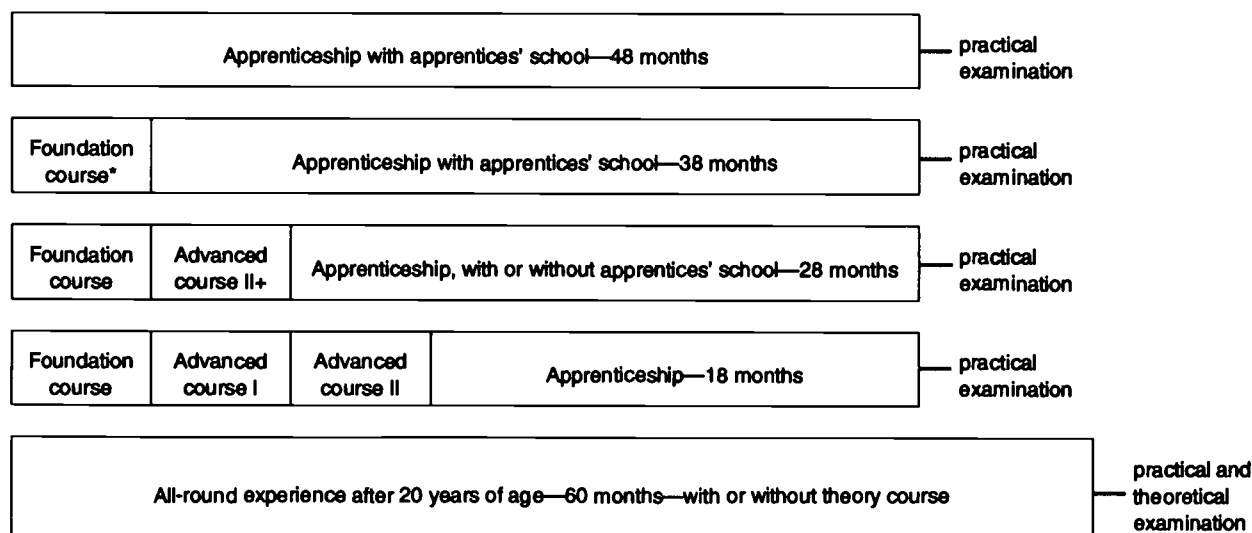 Apprenticeship with apprentices' school—48 months
practical
examination
Foundation
course*
Apprenticeship with apprentices' school—38 months
practical
examination
Foundation
course
Advanced
course II+
Apprenticeship, with or without apprentices' school—28 months
practical
examination
Foundation
course
Advanced
course I
Advanced
course II
Apprenticeship—18 months
practical
examination
All-round experience after 20 years of age—60 months—with or without theory course
practical and
theoretical
examination